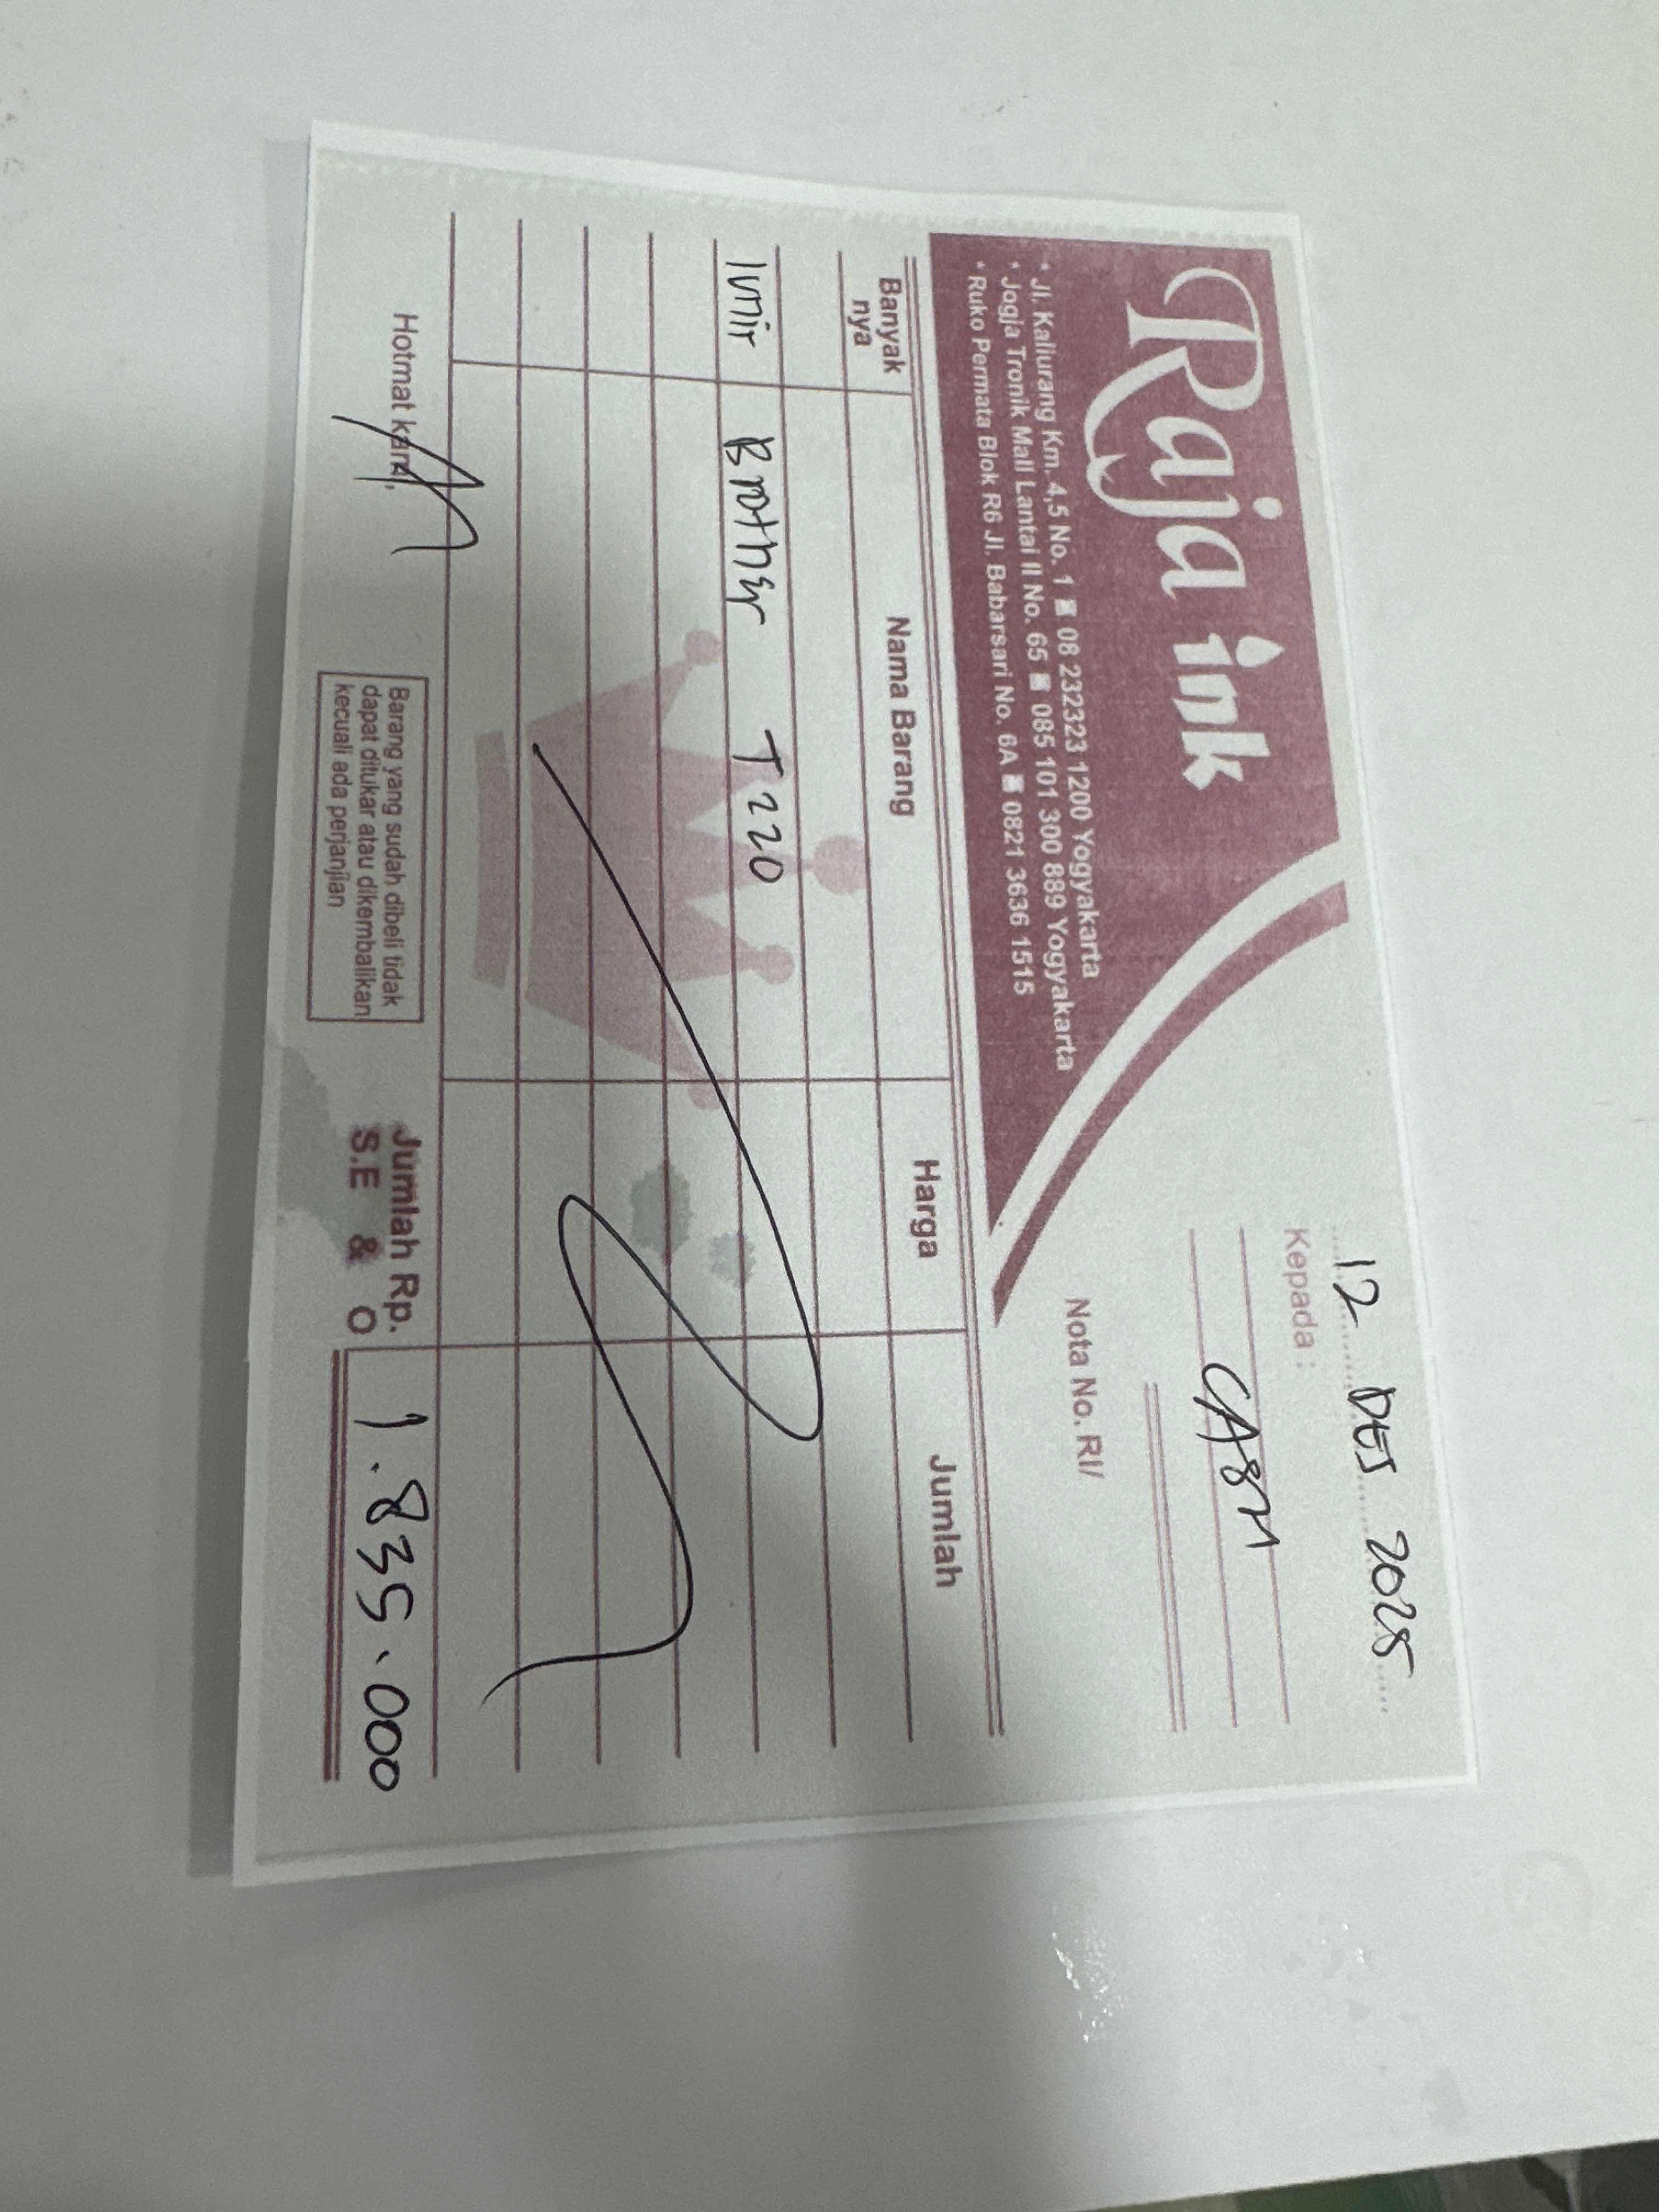 Raja ink
* Jl. Kaliurang Km. 4,5 No. 1 08 232323 1200 Yogyakarta
* Jogja Tronik Mall Lantai II No. 65 085 101 300 889 Yogyakarta
* Ruko Permata Blok R6 Jl. Babarsari No. 6A 0821 3636 1515
12 DES 2025
Kepada :
CASH
Nota No. RI/
Banyak nya Nama Barang Harga Jumlah
1 unit Brother T220
Hotmat kami,
Barang yang sudah dibeli tidak
dapat ditukar atau dikembalikan
kecuali ada perjanjian
Jumlah Rp. 1.835.000
S.E & O